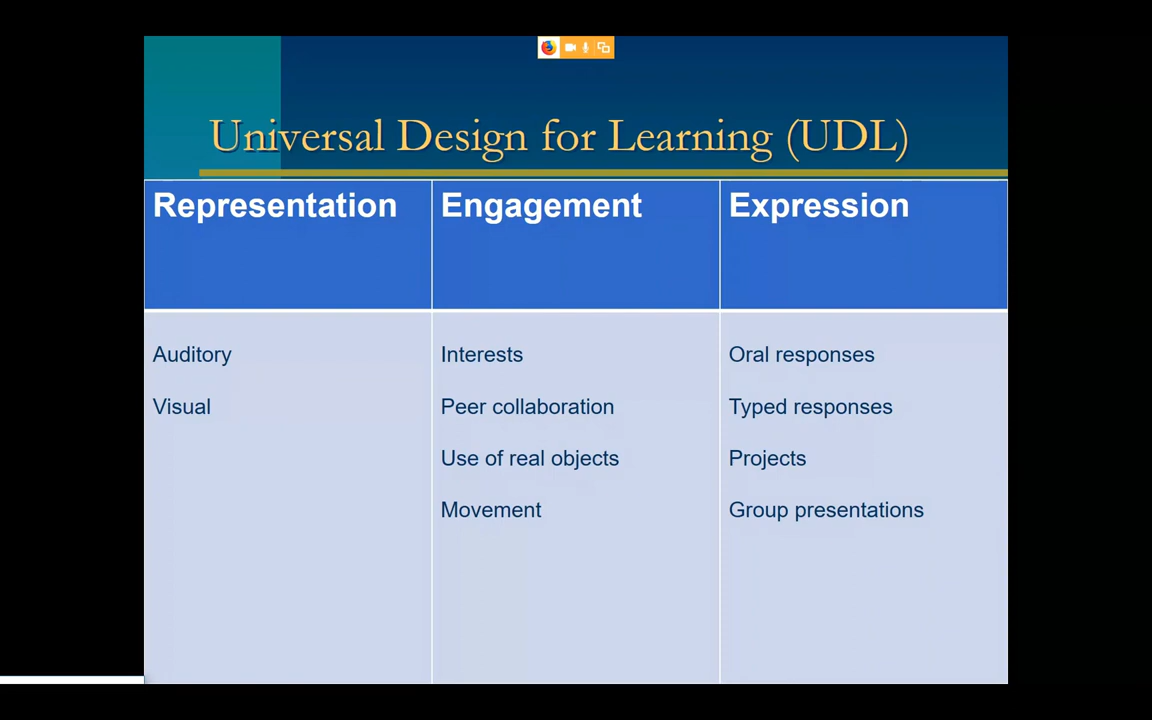 Universal Design for Learning (UDL)
Representation
Engagement
Expression
Auditory
Visual
Interests
Peer collaboration
Use of real objects
Movement
Oral responses
Typed responses
Projects
Group presentations